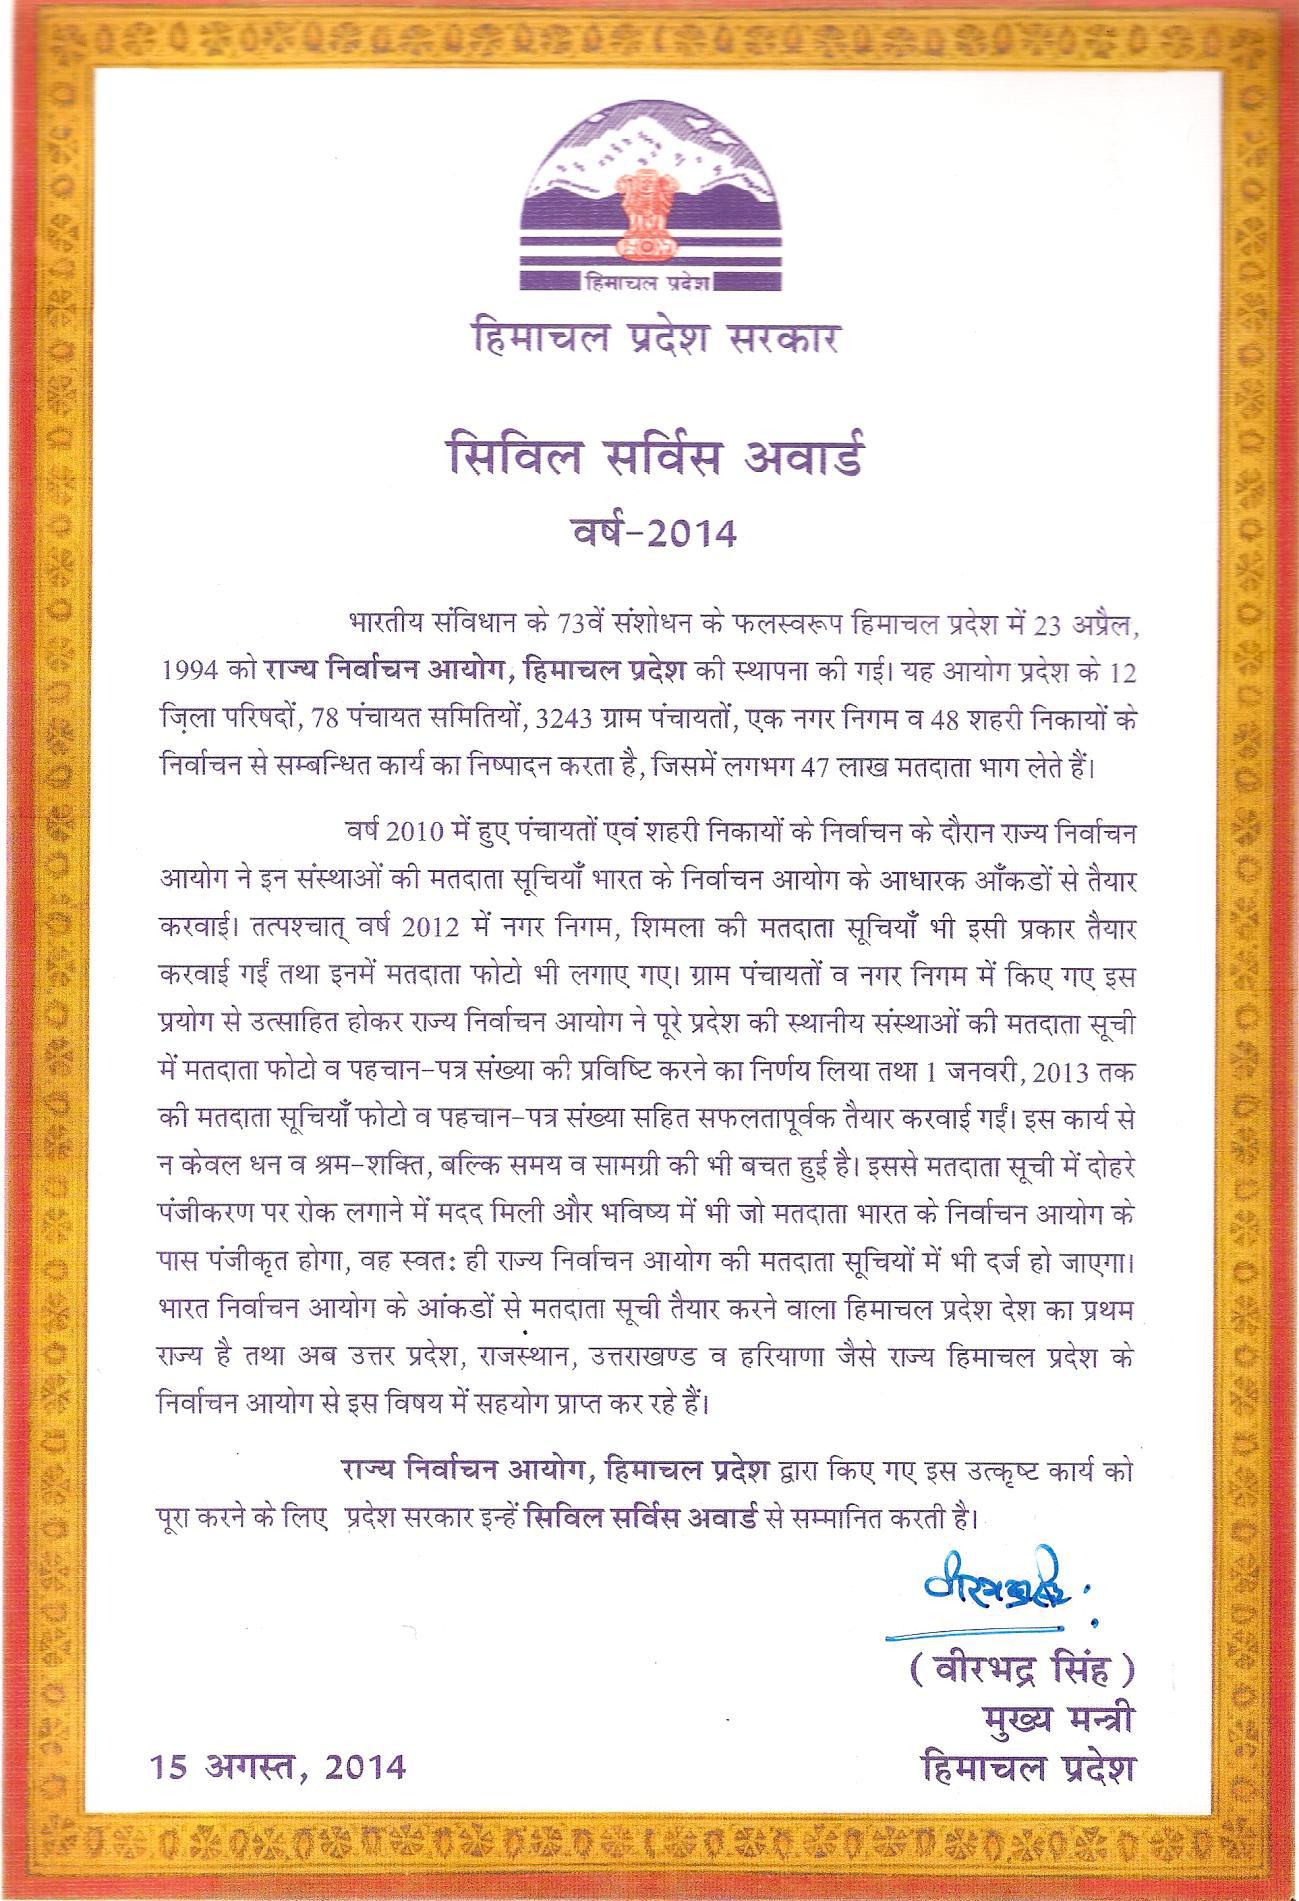 हिमाचल प्रदेश
हिमाचल प्रदेश सरकार
सिविल सर्विस अवार्ड
वर्ष-2014
भारतीय संविधान के 73वें संशोधन के फलस्वरूप हिमाचल प्रदेश में 23 अप्रैल,
1994 को राज्य निर्वाचन आयोग, हिमाचल प्रदेश की स्थापना की गई। यह आयोग प्रदेश के 12
ज़िला परिषदों, 78 पंचायत समितियों, 3243 ग्राम पंचायतों, एक नगर निगम व 48 शहरी निकायों के
निर्वाचन से सम्बन्धित कार्य का निष्पादन करता है, जिसमें लगभग 47 लाख मतदाता भाग लेते हैं।
वर्ष 2010 में हुए पंचायतों एवं शहरी निकायों के निर्वाचन के दौरान राज्य निर्वाचन
आयोग ने इन संस्थाओं की मतदाता सूचियाँ भारत के निर्वाचन आयोग के आधारक आँकडों से तैयार
करवाई। तत्पश्चात् वर्ष 2012 में नगर निगम, शिमला की मतदाता सूचियाँ भी इसी प्रकार तैयार
करवाई गईं तथा इनमें मतदाता फोटो भी लगाए गए। ग्राम पंचायतों व नगर निगम में किए गए इस
प्रयोग से उत्साहित होकर राज्य निर्वाचन आयोग ने पूरे प्रदेश की स्थानीय संस्थाओं की मतदाता सूची
में मतदाता फोटो व पहचान-पत्र संख्या की प्रविष्टि करने का निर्णय लिया तथा 1 जनवरी, 2013 तक
की मतदाता सूचियाँ फोटो व पहचान-पत्र संख्या सहित सफलतापूर्वक तैयार करवाई गईं। इस कार्य से
न केवल धन व श्रम-शक्ति, बल्कि समय व सामग्री की भी बचत हुई है। इससे मतदाता सूची में दोहरे
पंजीकरण पर रोक लगाने में मदद मिली और भविष्य में भी जो मतदाता भारत के निर्वाचन आयोग के
पास पंजीकृत होगा, वह स्वतः ही राज्य निर्वाचन आयोग की मतदाता सूचियों में भी दर्ज हो जाएगा।
भारत निर्वाचन आयोग के आंकडों से मतदाता सूची तैयार करने वाला हिमाचल प्रदेश देश का प्रथम
राज्य है तथा अब उत्तर प्रदेश, राजस्थान, उत्तराखण्ड व हरियाणा जैसे राज्य हिमाचल प्रदेश के
निर्वाचन आयोग से इस विषय में सहयोग प्राप्त कर रहे हैं।
राज्य निर्वाचन आयोग, हिमाचल प्रदेश द्वारा किए गए इस उत्कृष्ट कार्य को
पूरा करने के लिए प्रदेश सरकार इन्हें सिविल सर्विस अवार्ड से सम्मानित करती है।
( वीरभद्र सिंह )
मुख्य मन्त्री
हिमाचल प्रदेश
15 अगस्त, 2014